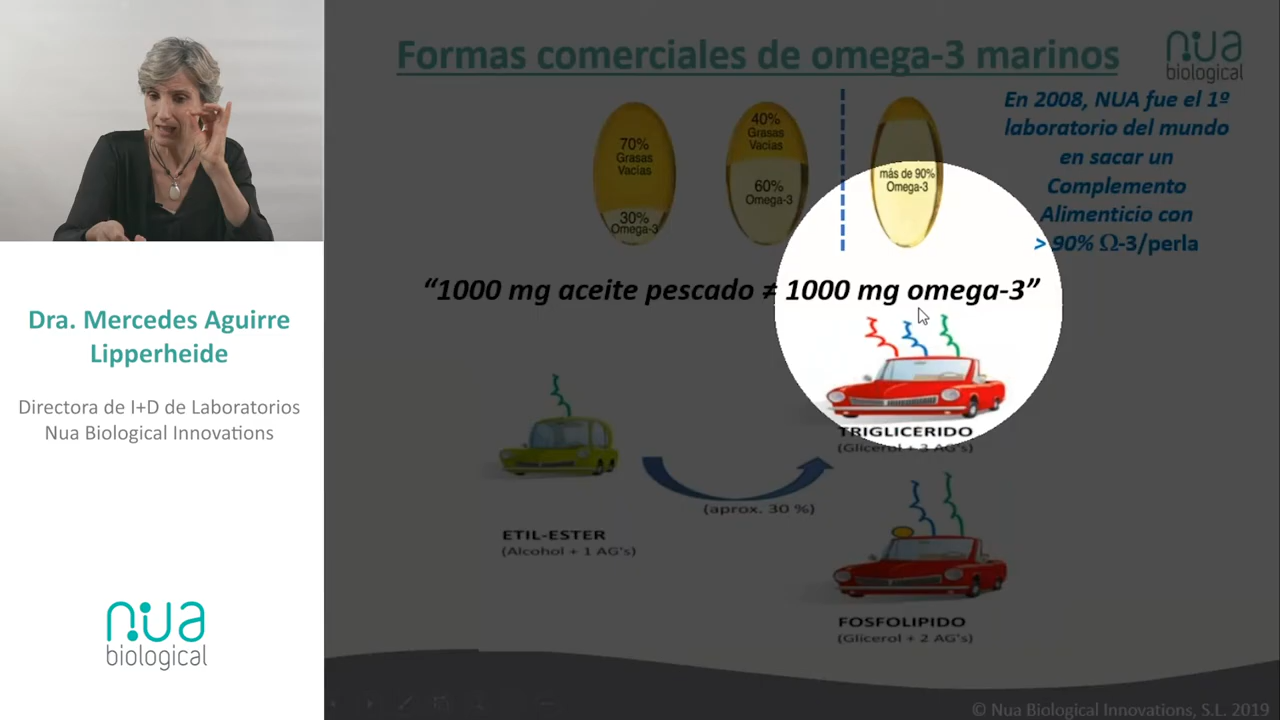 Formas comerciales de omega-3 marinos
nua
biological
70%
Grasas
Vacías
30%
Omega-3
40%
Grasas
Vacías
60%
Omega-3
más de 90%
Omega-3
En 2008, NUA fue el 1º
laboratorio del mundo
en sacar un
Complemento
Alimenticio con
> 90% Ω-3/perla
“1000 mg aceite pescado ≠ 1000 mg omega-3”
TRIGLICERIDO
(Glicerol + 3 AG's)
(aprox. 30 %)
ETIL-ESTER
(Alcohol + 1 AG's)
FOSFOLIPIDO
(Glicerol + 2 AG's)
© Nua Biological Innovations, S.L. 2019
Dra. Mercedes Aguirre
Lipperheide
Directora de I+D de Laboratorios
Nua Biological Innovations
nua
biological